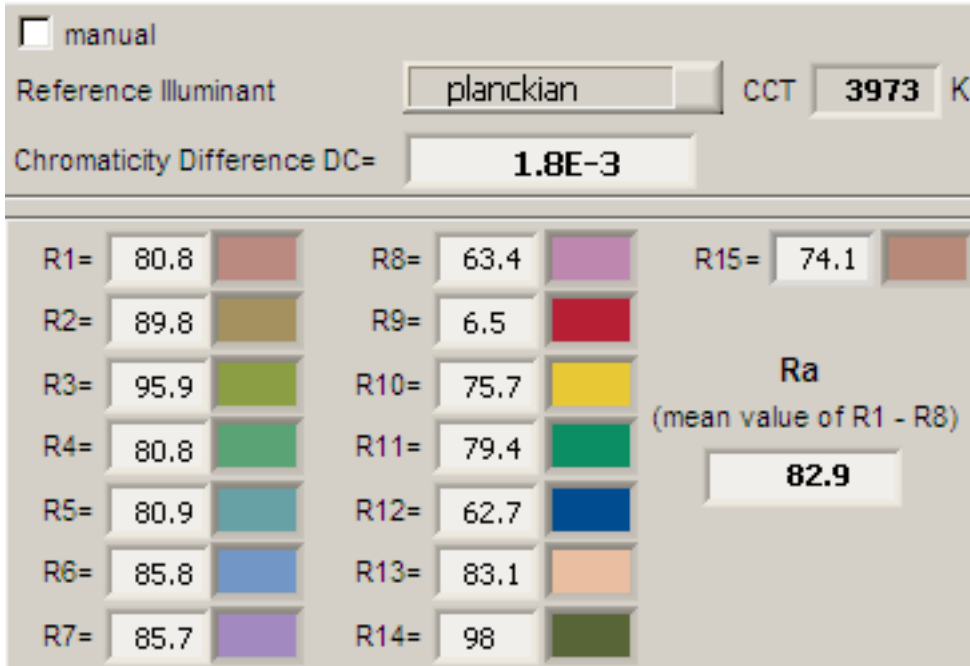 manual
Reference Illuminant planckian CCT 3973 K
Chromaticity Difference DC= 1.8E-3
R1= 80.8 R8= 63.4 R15= 74.1
R2= 89.8 R9= 6.5
R3= 95.9 R10= 75.7 Ra
(mean value of R1 - R8)
R4= 80.8 R11= 79.4
82.9
R5= 80.9 R12= 62.7
R6= 85.8 R13= 83.1
R7= 85.7 R14= 98